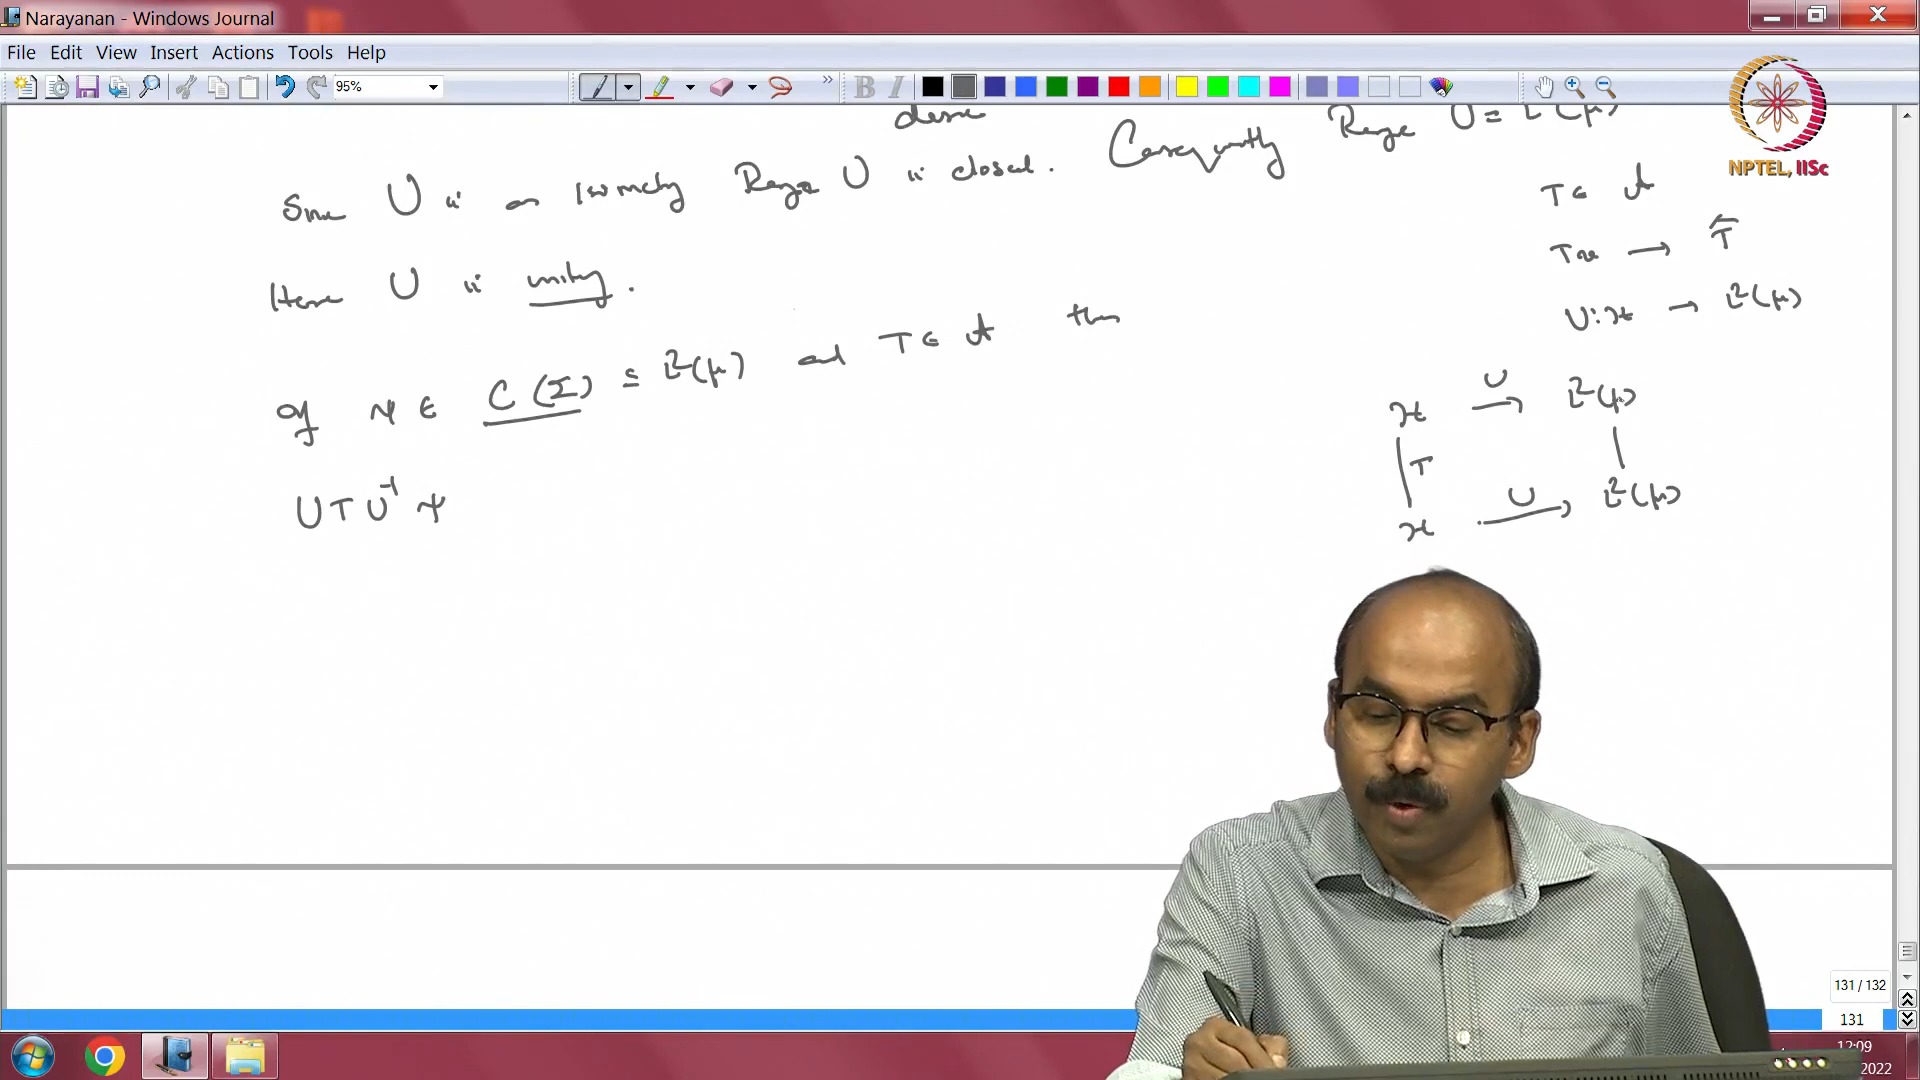 Narayanan - Windows Journal
File Edit View Insert Actions Tools Help
95%
B I
NPTEL, IISc
dense Consequently Range U = L²(μ)
Since U is an isometry Range U is closed.
Hence U is unitary.
If ψ ∈ C(Σ) ⊆ L²(μ) and T ∈ A then
U T U⁻¹ ψ
T ∈ A
Tx → T̂
U: H → L²(μ)
H U → L²(μ)
T
H U → L²(μ)
131 / 132
131
12:09
2022